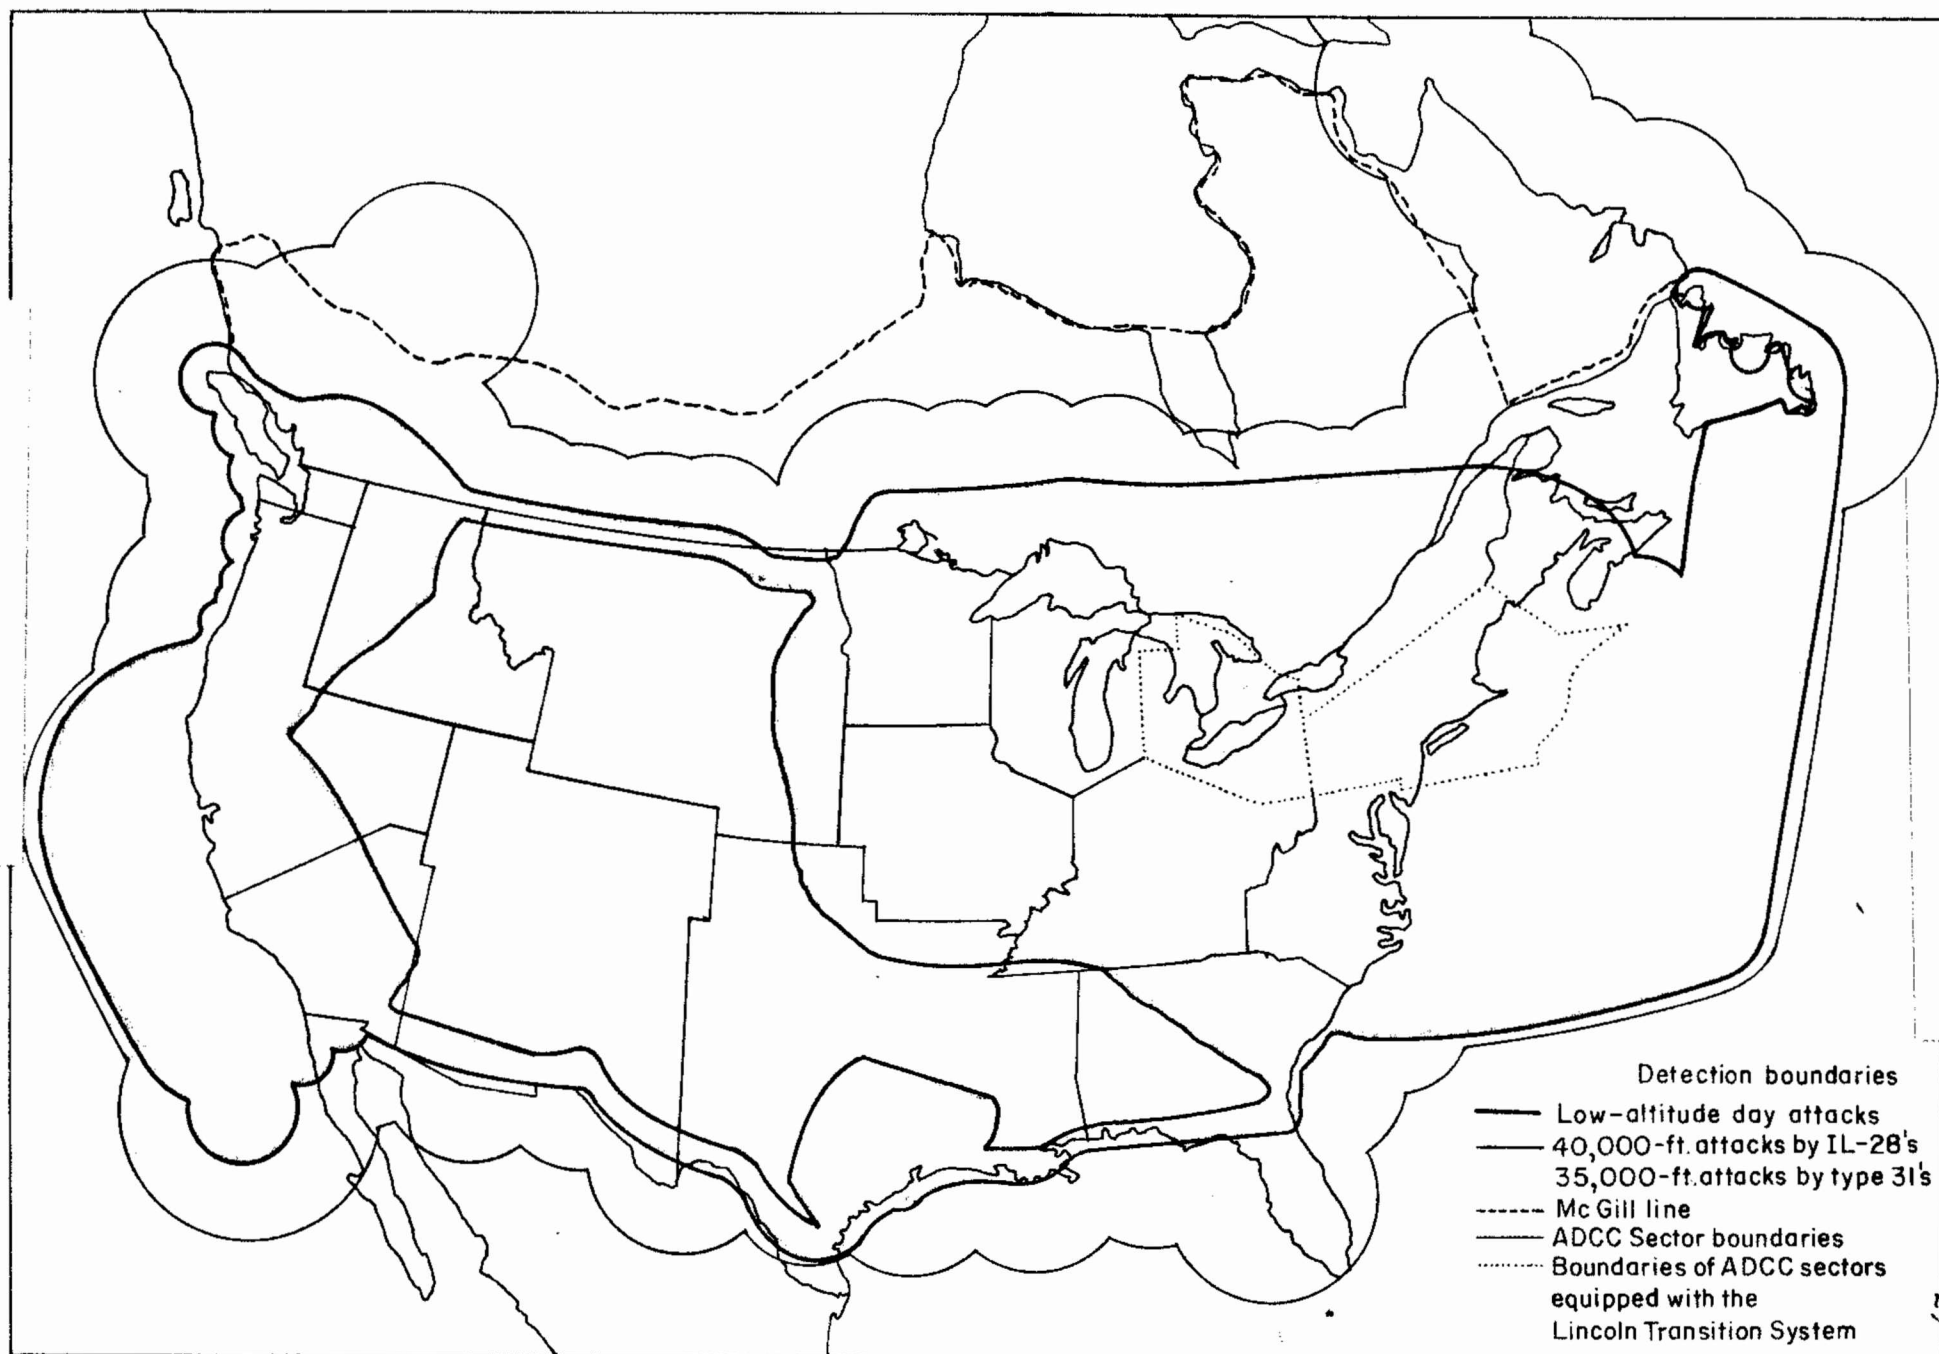 Detection boundaries
Low-altitude day attacks
40,000-ft. attacks by IL-28's
35,000-ft. attacks by type 31's
Mc Gill line
ADCC Sector boundaries
Boundaries of ADCC sectors
equipped with the
Lincoln Transition System